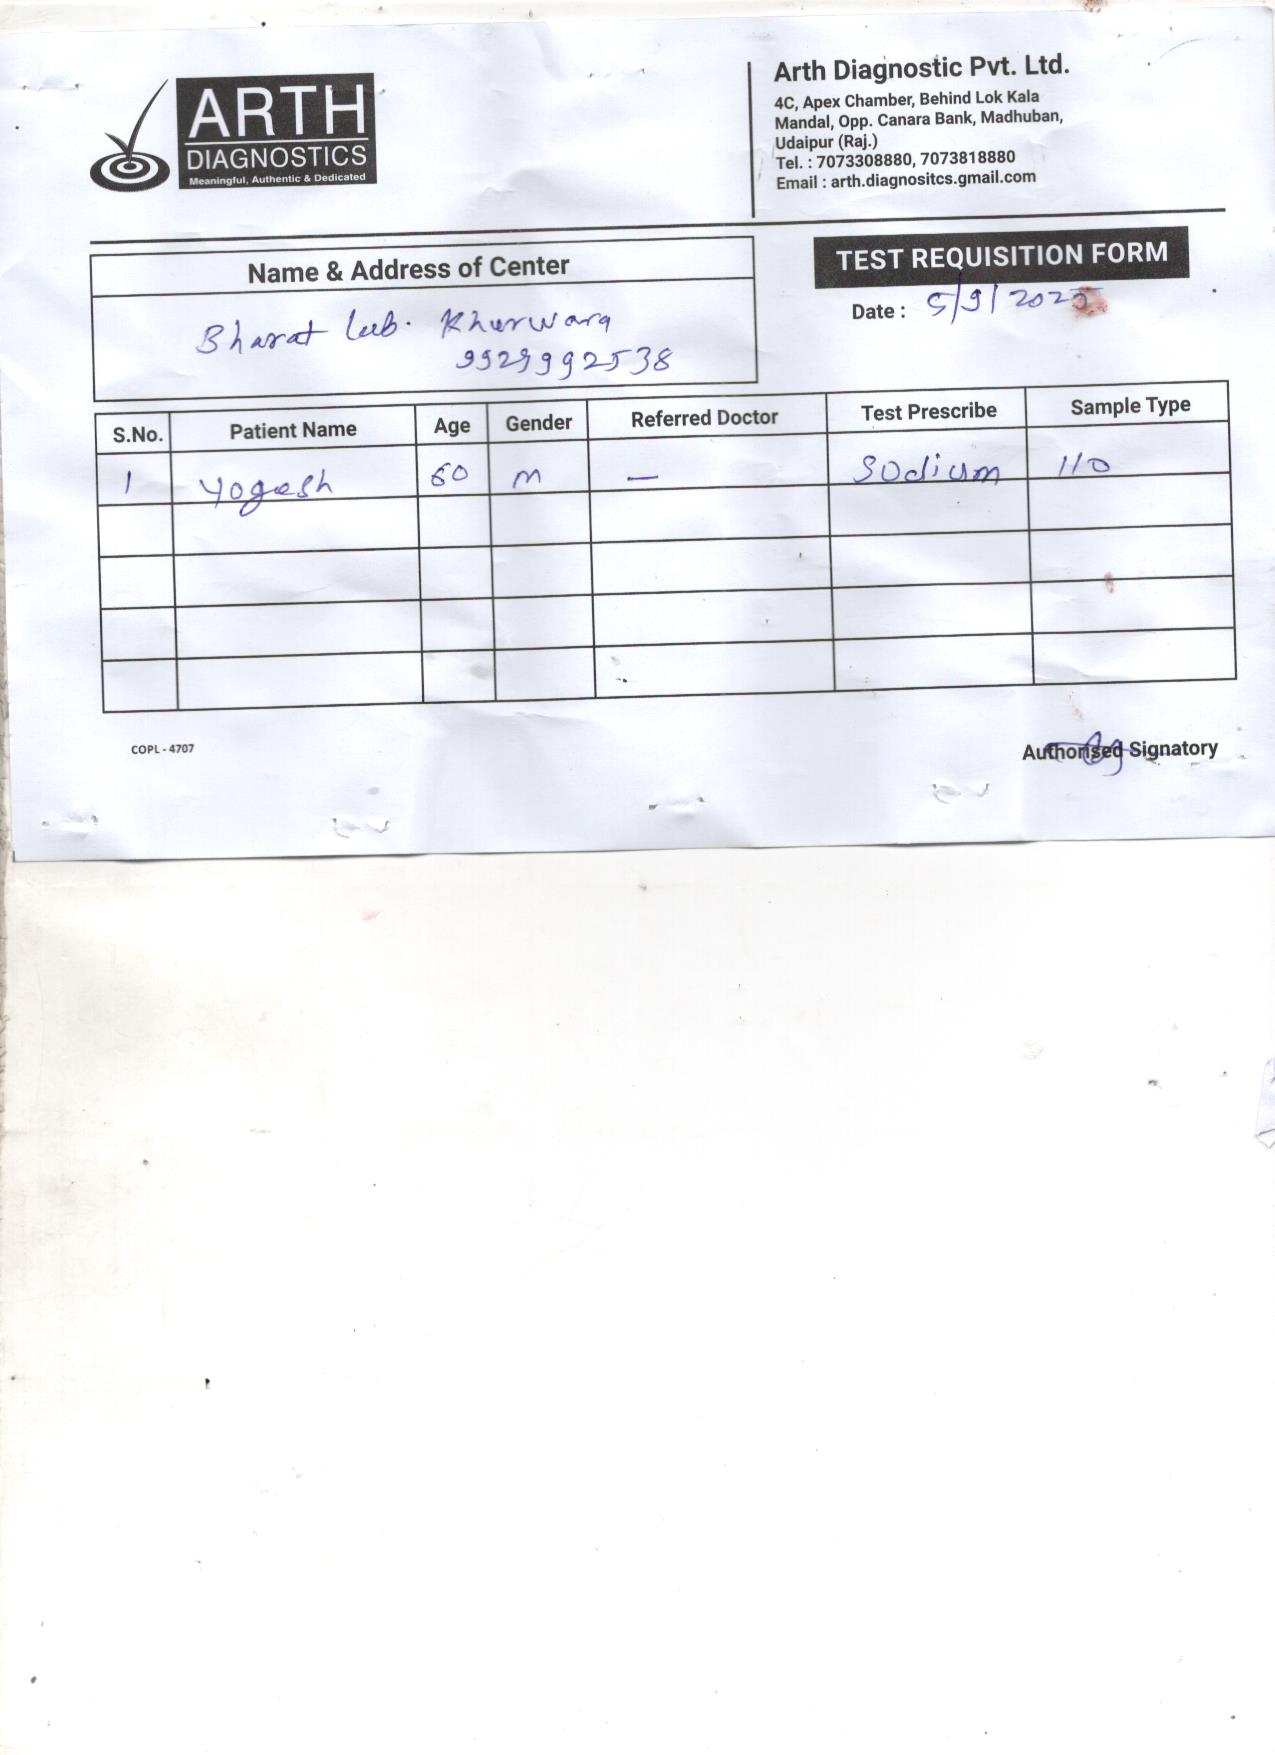 ARTH
DIAGNOSTICS
Meaningful, Authentic & Dedicated
Arth Diagnostic Pvt. Ltd.
4C, Apex Chamber, Behind Lok Kala
Mandal, Opp. Canara Bank, Madhuban,
Udaipur (Raj.)
Tel. : 7073308880, 7073818880
Email : arth.diagnositcs.gmail.com
Name & Address of Center
Bharat Lab. Kherwara
9929992538
TEST REQUISITION FORM
Date : 5/9/2025
S.No. Patient Name Age Gender Referred Doctor Test Prescribe Sample Type
1 Yogesh 60 m — Sodium 110
COPL - 4707
Authorised Signatory